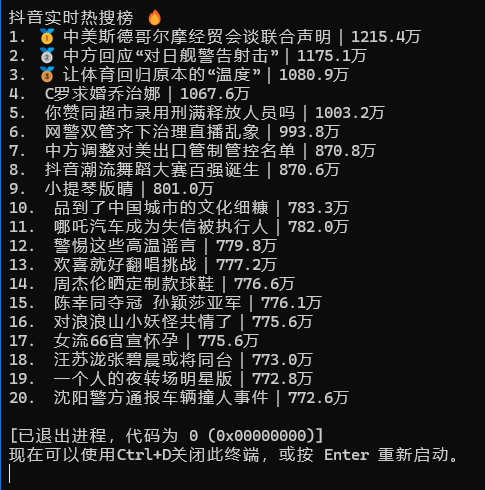 抖音实时热搜榜 🔥
1. 🥇 中美斯德哥尔摩经贸会谈联合声明 | 1215.4万
2. 🥈 中方回应“对日舰警告射击” | 1175.1万
3. 🥉 让体育回归原本的“温度” | 1080.9万
4. C罗求婚乔治娜 | 1067.6万
5. 你赞同超市录用刑满释放人员吗 | 1003.2万
6. 网警双管齐下治理直播乱象 | 993.8万
7. 中方调整对美出口管制管控名单 | 870.8万
8. 抖音潮流舞蹈大赛百强诞生 | 870.6万
9. 小提琴版晴 | 801.0万
10. 品到了中国城市的文化细糠 | 783.3万
11. 哪吒汽车成为失信被执行人 | 782.0万
12. 警惕这些高温谣言 | 779.8万
13. 欢喜就好翻唱挑战 | 777.2万
14. 周杰伦晒定制款球鞋 | 776.6万
15. 陈幸同夺冠 孙颖莎亚军 | 776.1万
16. 对浪浪山小妖怪共情了 | 775.6万
17. 女流66官宣怀孕 | 775.6万
18. 汪苏泷张碧晨或将同台 | 773.0万
19. 一个人的夜转场明星版 | 772.8万
20. 沈阳警方通报车辆撞人事件 | 772.6万
[已退出进程，代码为 0 (0x00000000)]
现在可以使用Ctrl+D关闭此终端，或按 Enter 重新启动。